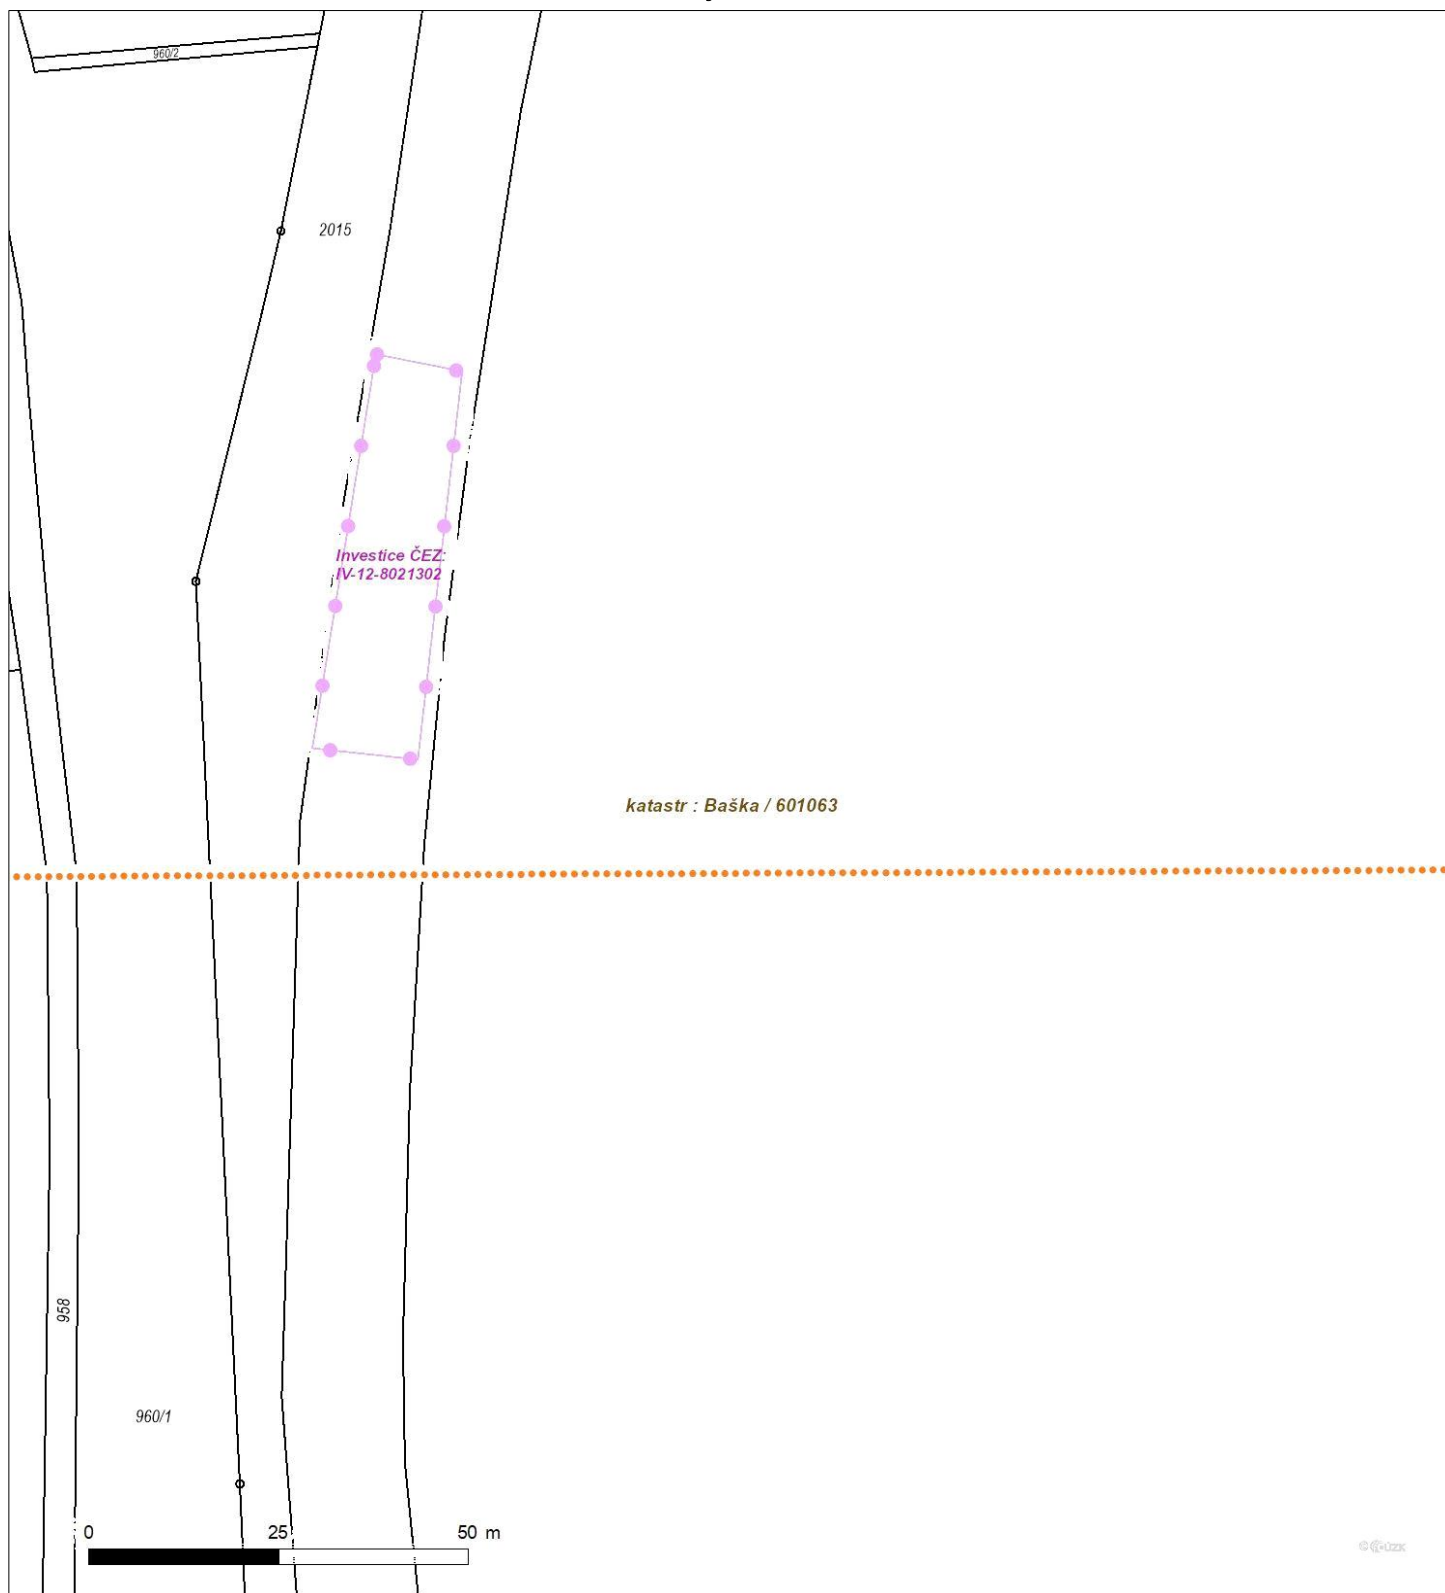 960/2
2015
Investice ČEZ:
IV-12-8021302
katastr : Baška / 601063
958
960/1
0 25 50 m